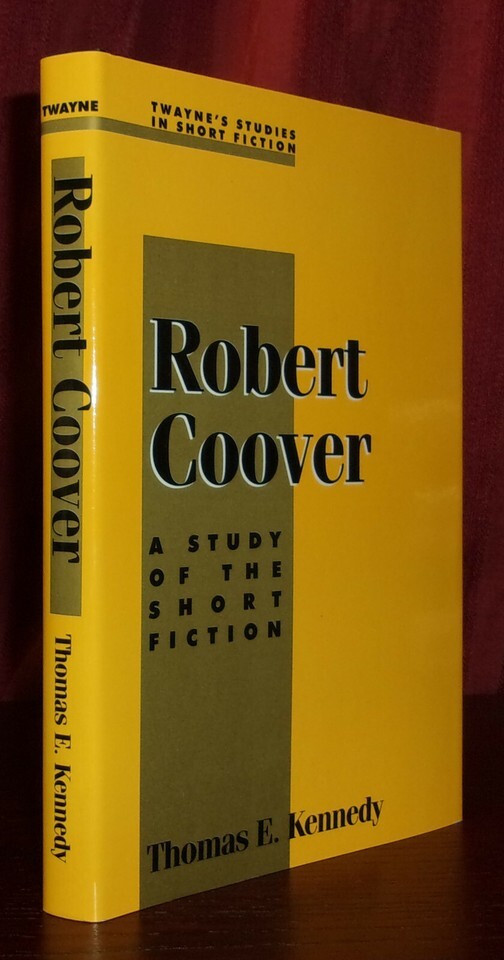 TWAYNE
Robert Coover
Thomas E. Kennedy
TWAYNE'S STUDIES
IN SHORT FICTION
Robert
Coover
A STUDY
OF THE
SHORT
FICTION
Thomas E. Kennedy